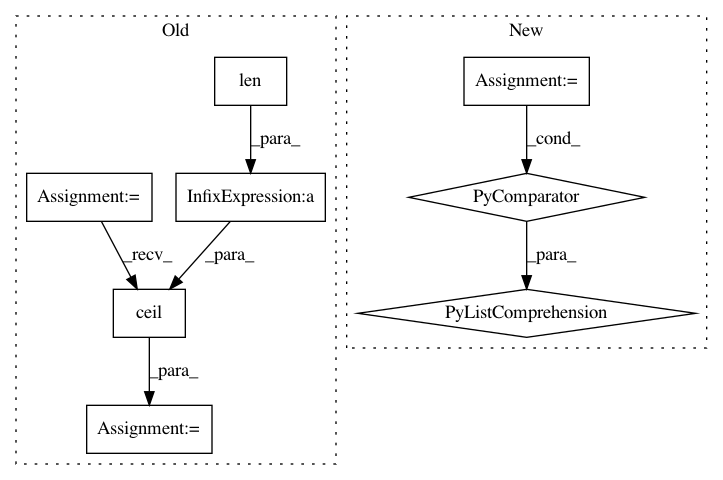 Old
New
len
Assignment:=
_para_
_cond_
Assignment:=
InfixExpression:a
PyComparator
_recv_
_para_
_para_
ceil
PyListComprehension
_para_
Assignment:=